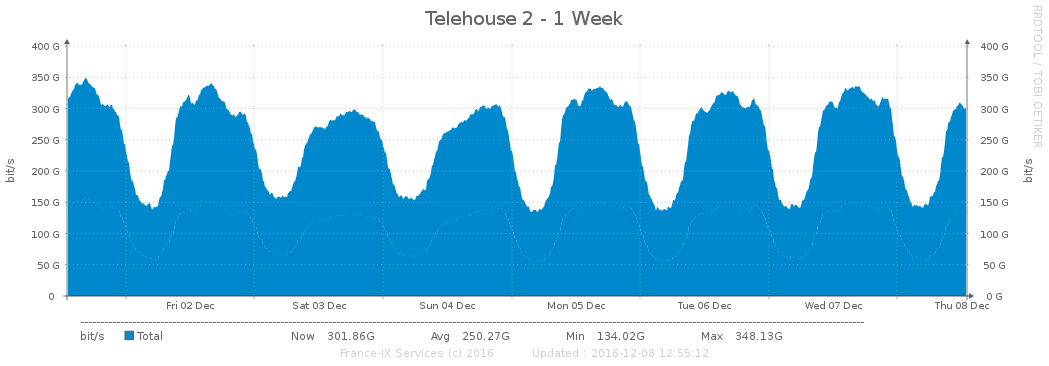 Telehouse 2 - 1 Week
RRDTOOL / TOBI OETIKER
400 G 400 G
350 G 350 G
300 G 300 G
250 G 250 G
200 G 200 G
150 G 150 G
100 G 100 G
50 G 50 G
0 0 G
bit/s bit/s
Fri 02 Dec Sat 03 Dec Sun 04 Dec Mon 05 Dec Tue 06 Dec Wed 07 Dec Thu 08 Dec
bit/s Total Now 301.86G Avg 250.27G Min 134.02G Max 348.13G
France-IX Services (c) 2016 Updated : 2016-12-08 12:55:12